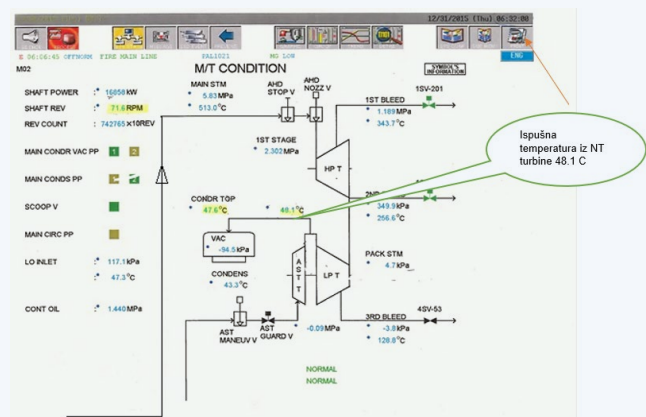 12/31/2015 (Thu) 06:32:00
E 06:06:45 OFFNORM FIRE MAIN LINE PAL1021 NG LOW
ENG
M02
M/T CONDITION
SYMBOL'S
INFORMATION
SHAFT POWER : 16050 kW
SHAFT REV : 71.6 RPM
REV COUNT : 742765 ×10REV
MAIN CONDR VAC PP 1 2
MAIN CONDS PP
SCOOP V
MAIN CIRC PP
LO INLET : 117.1 kPa
: 47.3 °C
CONT OIL : 1.440 MPa
MAIN STM
5.83 MPa
513.0 °C
AHD
STOP V
AHD
NOZZ V
1ST BLEED
1.189 MPa
343.7 °C
1SV-201
1ST STAGE
2.302 MPa
HP T
349.9 kPa
256.6 °C
CONDR TOP
47.6 °C
48.1 °C
VAC
-94.5 kPa
CONDENS
43.3 °C
AST T
LP T
PACK STM
4.7 kPa
AST
MANEUV V
AST
GUARD V
-0.09 MPa
3RD BLEED
-3.8 kPa
120.8 °C
4SV-53
NORMAL
NORMAL
Ispušna
temperatura iz NT
turbine 48.1 C